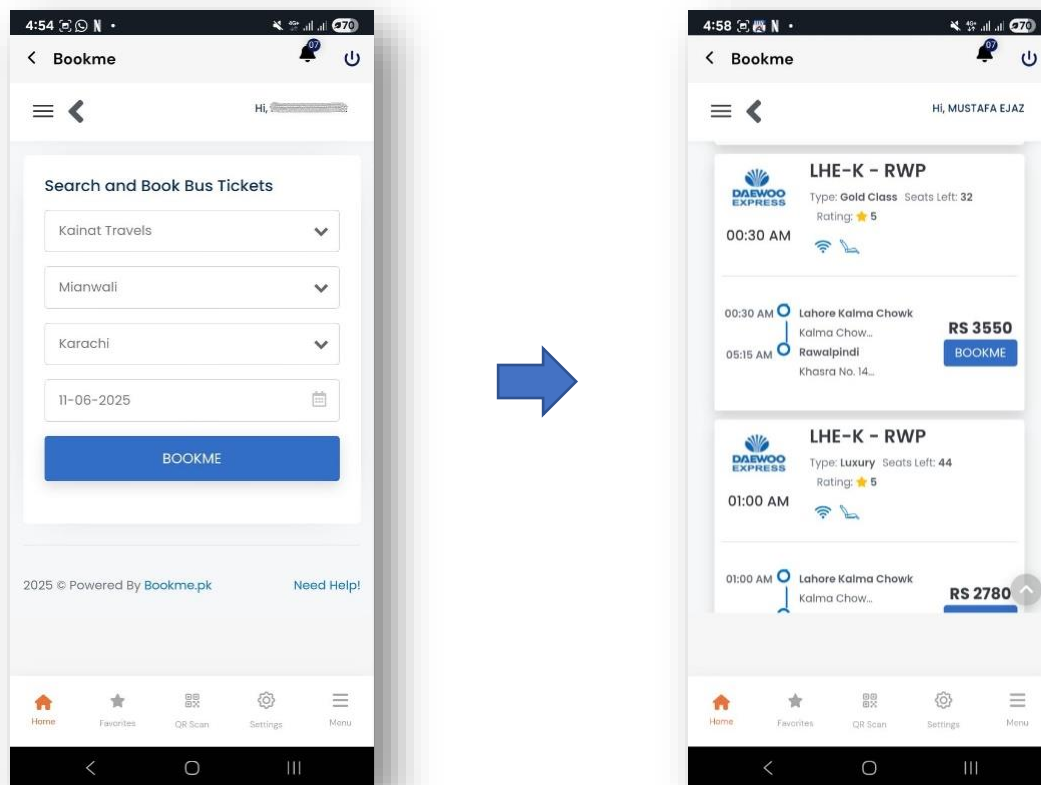 4:54
70
Bookme
07
Hi,
Search and Book Bus Tickets
Kainat Travels
Mianwali
Karachi
11-06-2025
BOOKME
2025 © Powered By Bookme.pk
Need Help!
Home
Favorites
QR Scan
Settings
Menu
4:58
70
Bookme
07
Hi, MUSTAFA EJAZ
DAEWOO
EXPRESS
00:30 AM
LHE-K - RWP
Type: Gold Class Seats Left: 32
Rating: 5
00:30 AM Lahore Kalma Chowk
Kalma Chow...
05:15 AM Rawalpindi
Khasra No. 14...
RS 3550
BOOKME
DAEWOO
EXPRESS
01:00 AM
LHE-K - RWP
Type: Luxury Seats Left: 44
Rating: 5
01:00 AM Lahore Kalma Chowk
Kalma Chow...
RS 2780
Home
Favorites
QR Scan
Settings
Menu